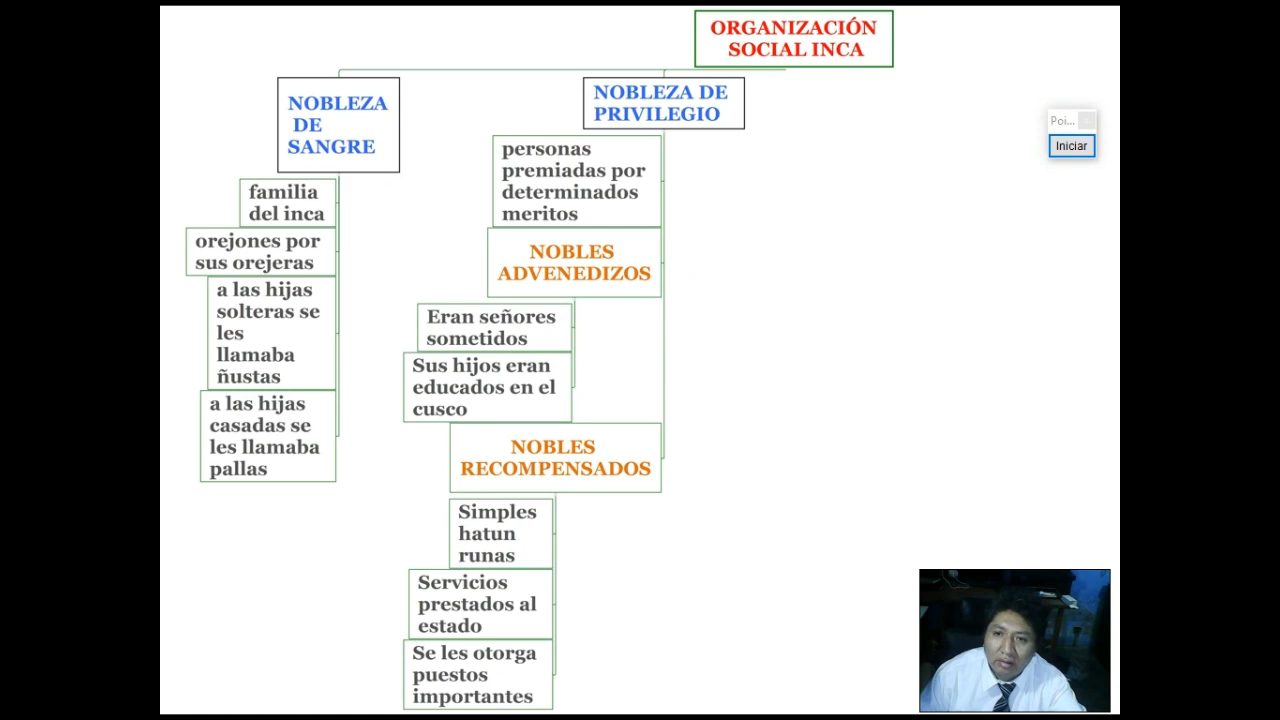 ORGANIZACIÓN
SOCIAL INCA
NOBLEZA
DE
SANGRE
familia
del inca
orejones por
sus orejeras
a las hijas
solteras se
les
llamaba
ñustas
a las hijas
casadas se
les llamaba
pallas
NOBLEZA DE
PRIVILEGIO
personas
premiadas por
determinados
meritos
NOBLES
ADVENEDIZOS
Eran señores
sometidos
Sus hijos eran
educados en el
cusco
NOBLES
RECOMPENSADOS
Simples
hatun
runas
Servicios
prestados al
estado
Se les otorga
puestos
importantes
Poi...
Iniciar